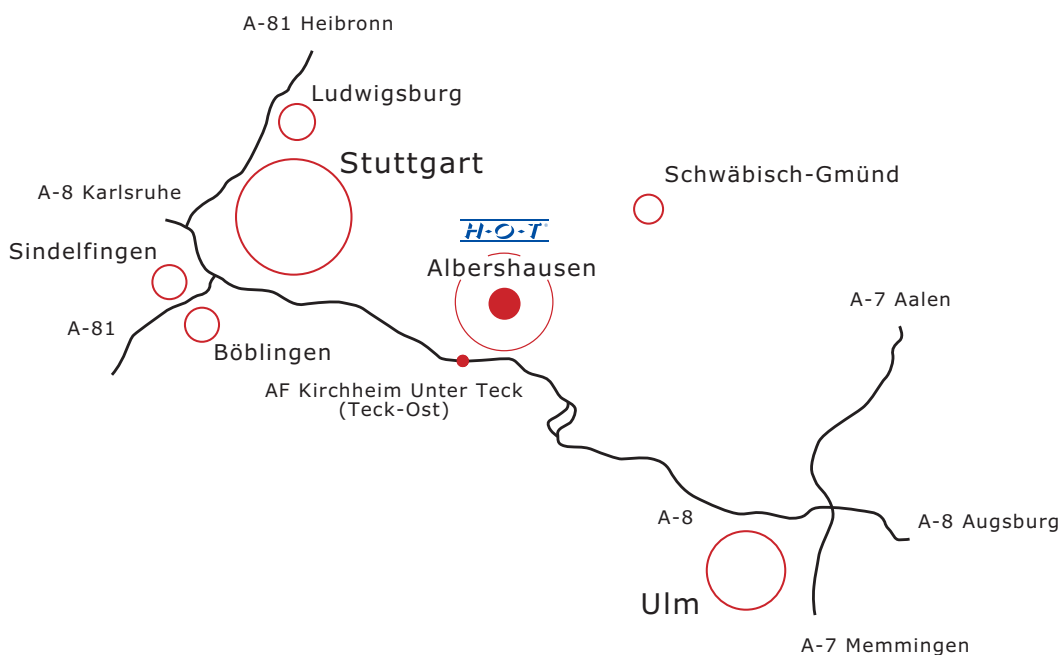 A-81 Heibronn
Ludwigsburg
Stuttgart
Schwäbisch-Gmünd
A-8 Karlsruhe
H·O·T®
Sindelfingen
Albershausen
A-7 Aalen
A-81
Böblingen
AF Kirchheim Unter Teck
(Teck-Ost)
A-8
A-8 Augsburg
Ulm
A-7 Memmingen